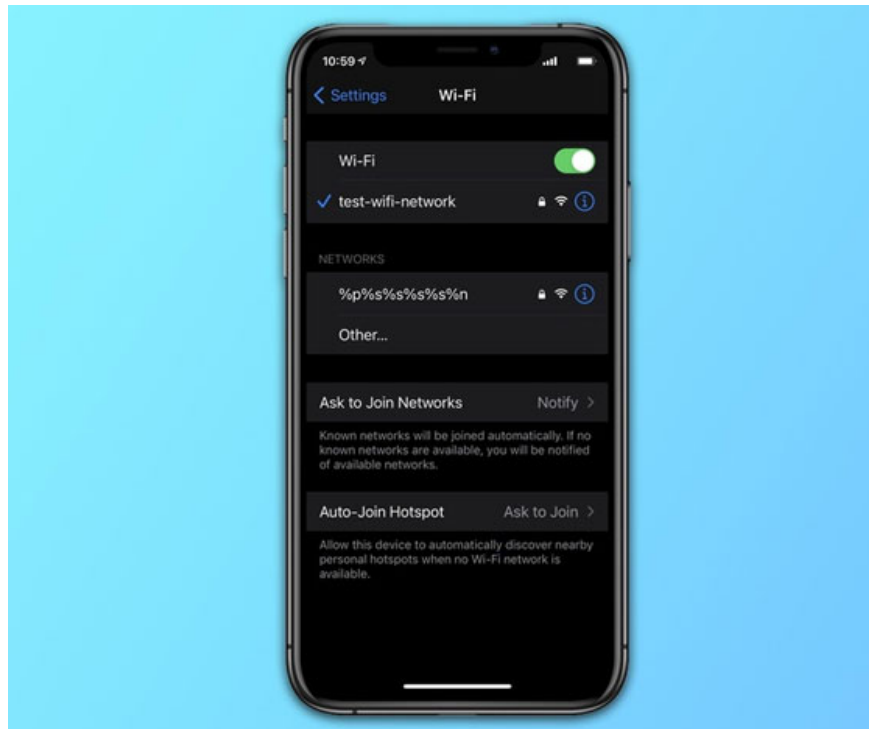 10:59
Settings
Wi-Fi
Wi-Fi
test-wifi-network
NETWORKS
%p%s%s%s%s%n
Other...
Ask to Join Networks
Notify
Known networks will be joined automatically. If no
known networks are available, you will be notified
of available networks.
Auto-Join Hotspot
Ask to Join
Allow this device to automatically discover nearby
personal hotspots when no Wi-Fi network is
available.